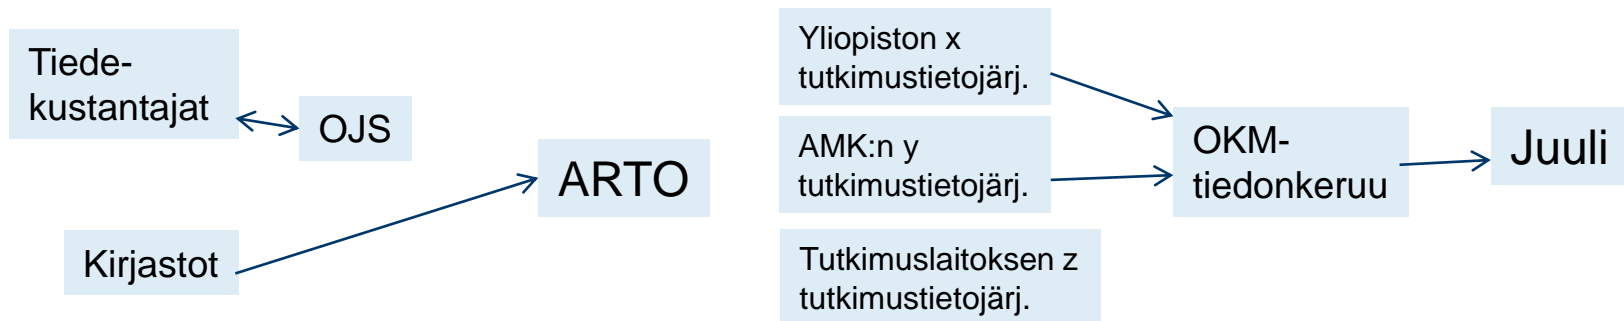 Tiede-
kustantajat
OJS
ARTO
Kirjastot
Yliopiston x
tutkimustietojärj.
AMK:n y
tutkimustietojärj.
Tutkimuslaitoksen z
tutkimustietojärj.
OKM-
tiedonkeruu
Juuli